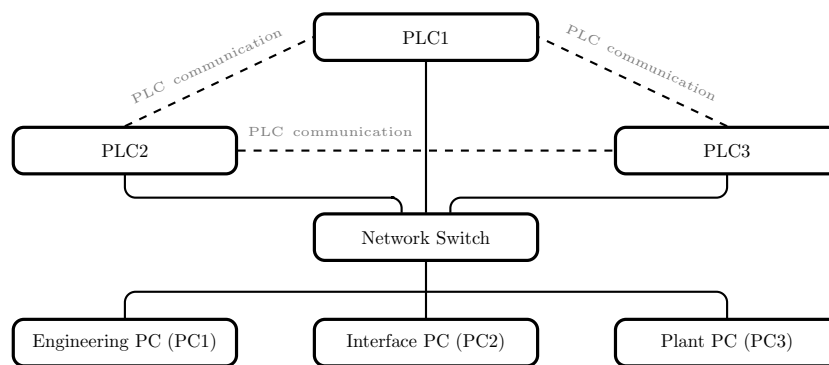 PLC1
PLC communication
PLC communication
PLC communication
PLC2
PLC3
Network Switch
Engineering PC (PC1)
Interface PC (PC2)
Plant PC (PC3)